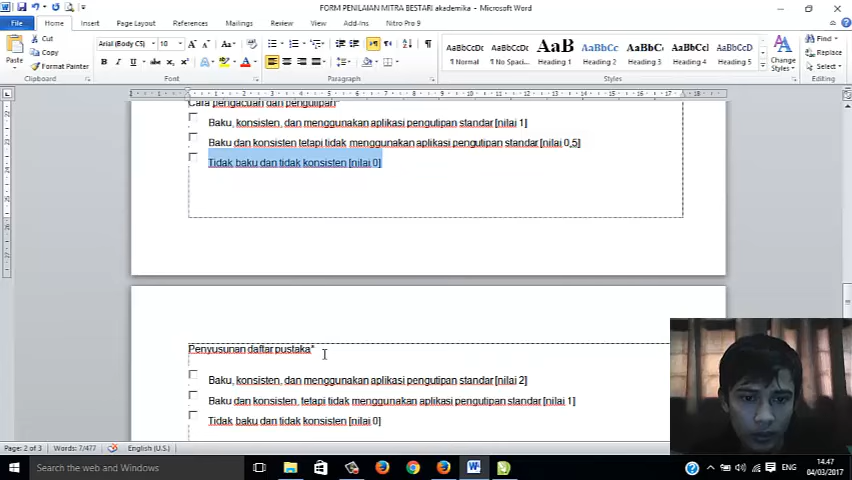 FORM PENILAIAN MITRA BESTARI akademika - Microsoft Word
File Home Insert Page Layout References Mailings Review View Add-Ins Nitro Pro 9
Paste
Cut
Copy
Format Painter
Clipboard
Arial (Body CS) 10
Font
Paragraph
AaBbCcDc AaBbCcDc AaB AaBbCc AaBbC AaBbCc AaBbCcDc
¶ Normal ¶ No Spaci... Heading 1 Heading 2 Heading 3 Heading 4 Heading 5
Change Styles
Styles
Find
Replace
Select
Editing
Cara pengacuan dan pengutipan*
Baku, konsisten, dan menggunakan aplikasi pengutipan standar [nilai 1]
Baku dan konsisten tetapi tidak menggunakan aplikasi pengutipan standar [nilai 0,5]
Tidak baku dan tidak konsisten [nilai 0]
Penyusunan daftar pustaka*
Baku, konsisten, dan menggunakan aplikasi pengutipan standar [nilai 2]
Baku dan konsisten, tetapi tidak menggunakan aplikasi pengutipan standar [nilai 1]
Tidak baku dan tidak konsisten [nilai 0]
Page: 2 of 3 Words: 7/477 English (U.S.)
Search the web and Windows
ENG
14.47
04/03/2017